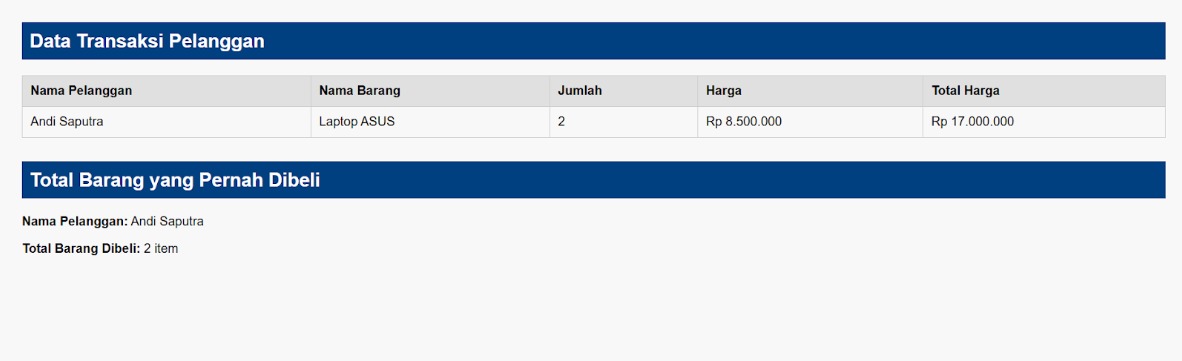 Data Transaksi Pelanggan
Nama Pelanggan Nama Barang Jumlah Harga Total Harga
Andi Saputra Laptop ASUS 2 Rp 8.500.000 Rp 17.000.000
Total Barang yang Pernah Dibeli
Nama Pelanggan: Andi Saputra
Total Barang Dibeli: 2 item